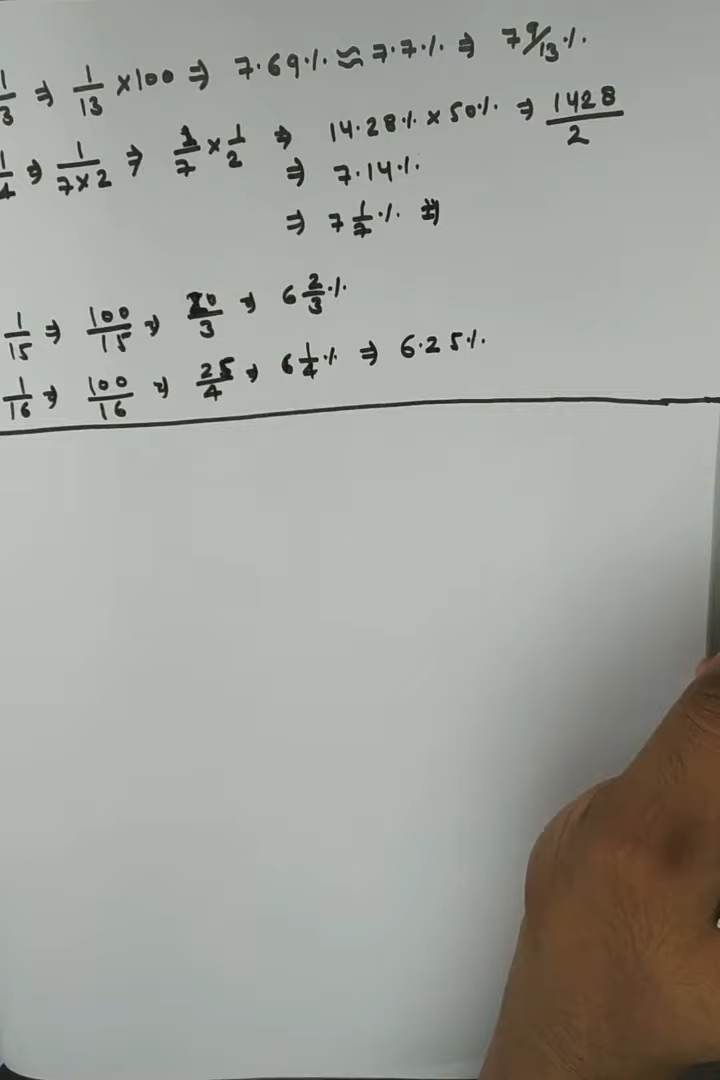 1/3 ⇒ 1/13 × 100 ⇒ 7.69% ≈ 7.7% ⇒ 7 9/13 %
1/4 ⇒ 1/7×2 ⇒ 1/7 × 1/2 ⇒ 14.28% × 50% ⇒ 1428/2
⇒ 7.14%
⇒ 7 1/7 %
1/15 ⇒ 100/15 ⇒ 20/3 ⇒ 6 2/3 %
1/16 ⇒ 100/16 ⇒ 25/4 ⇒ 6 1/4 % ⇒ 6.25%